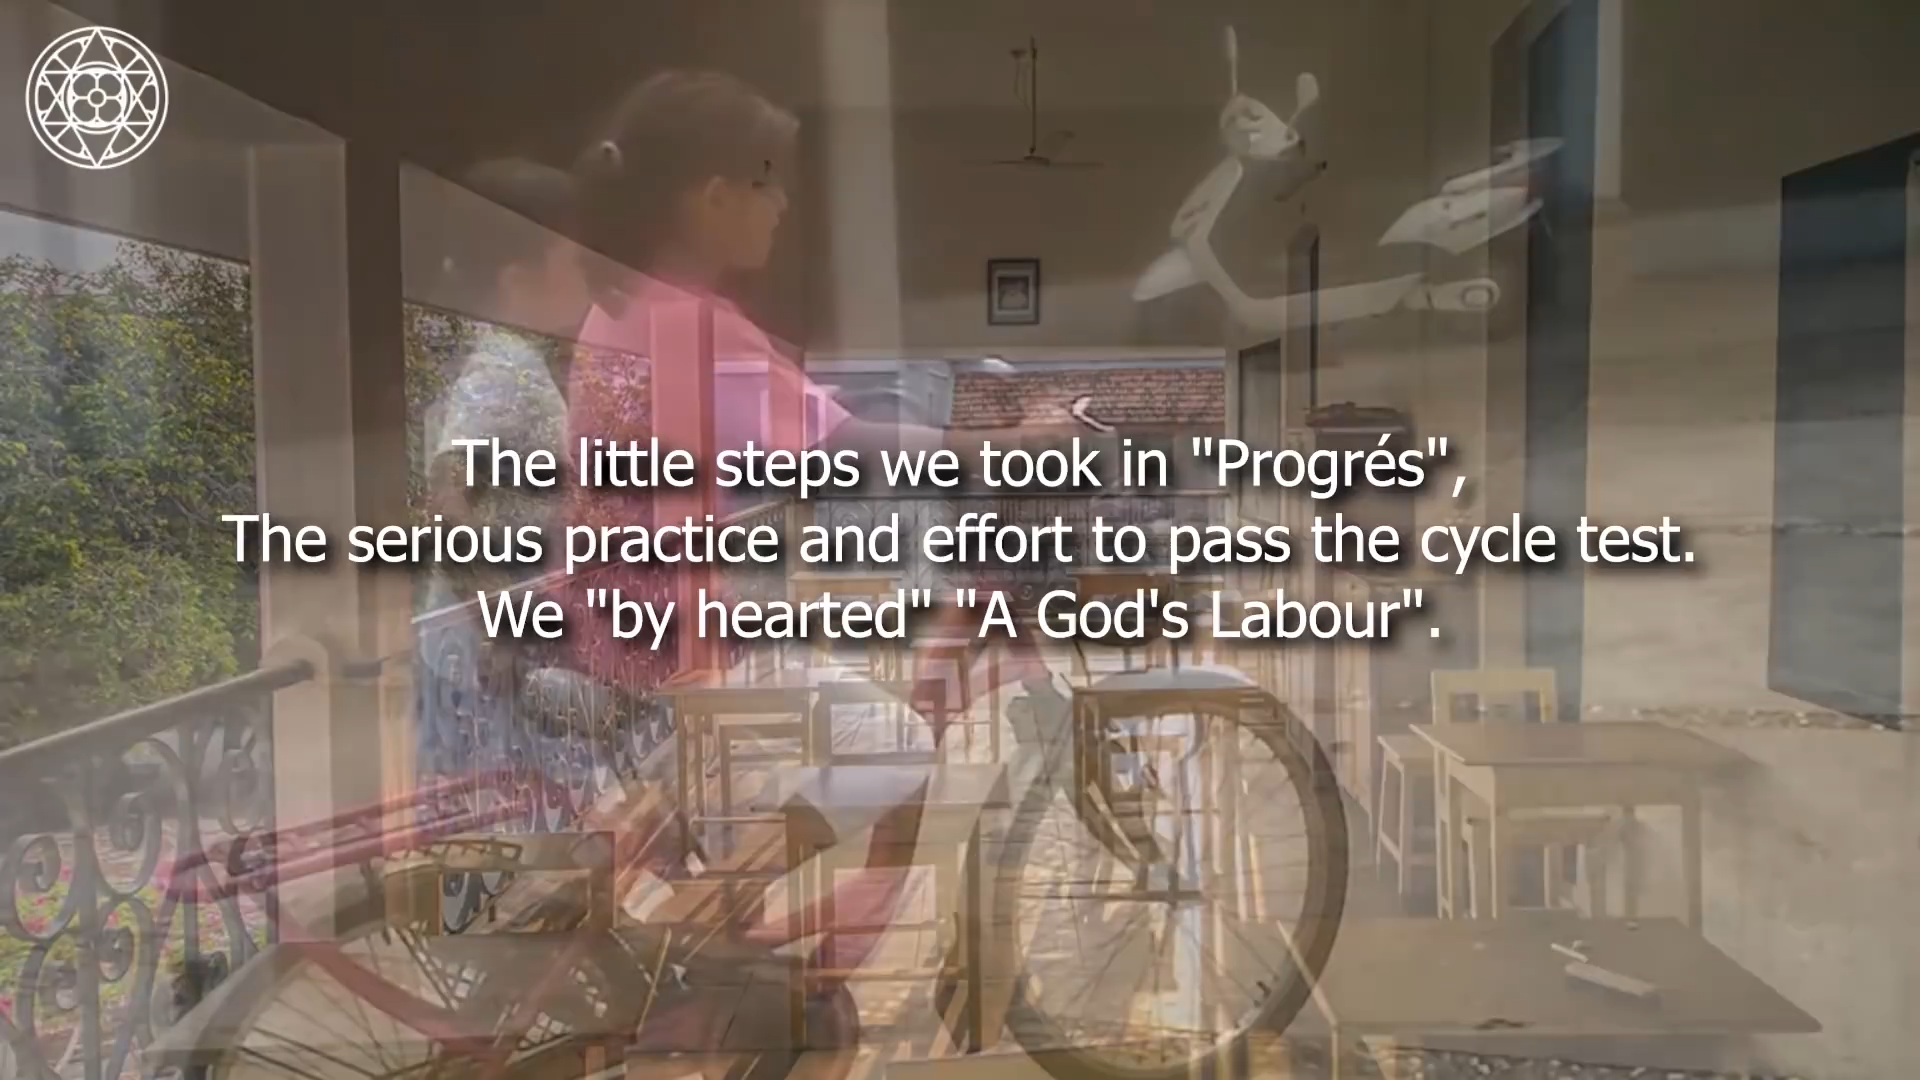 The little steps we took in "Progrés",
The serious practice and effort to pass the cycle test.
We "by hearted" "A God's Labour".